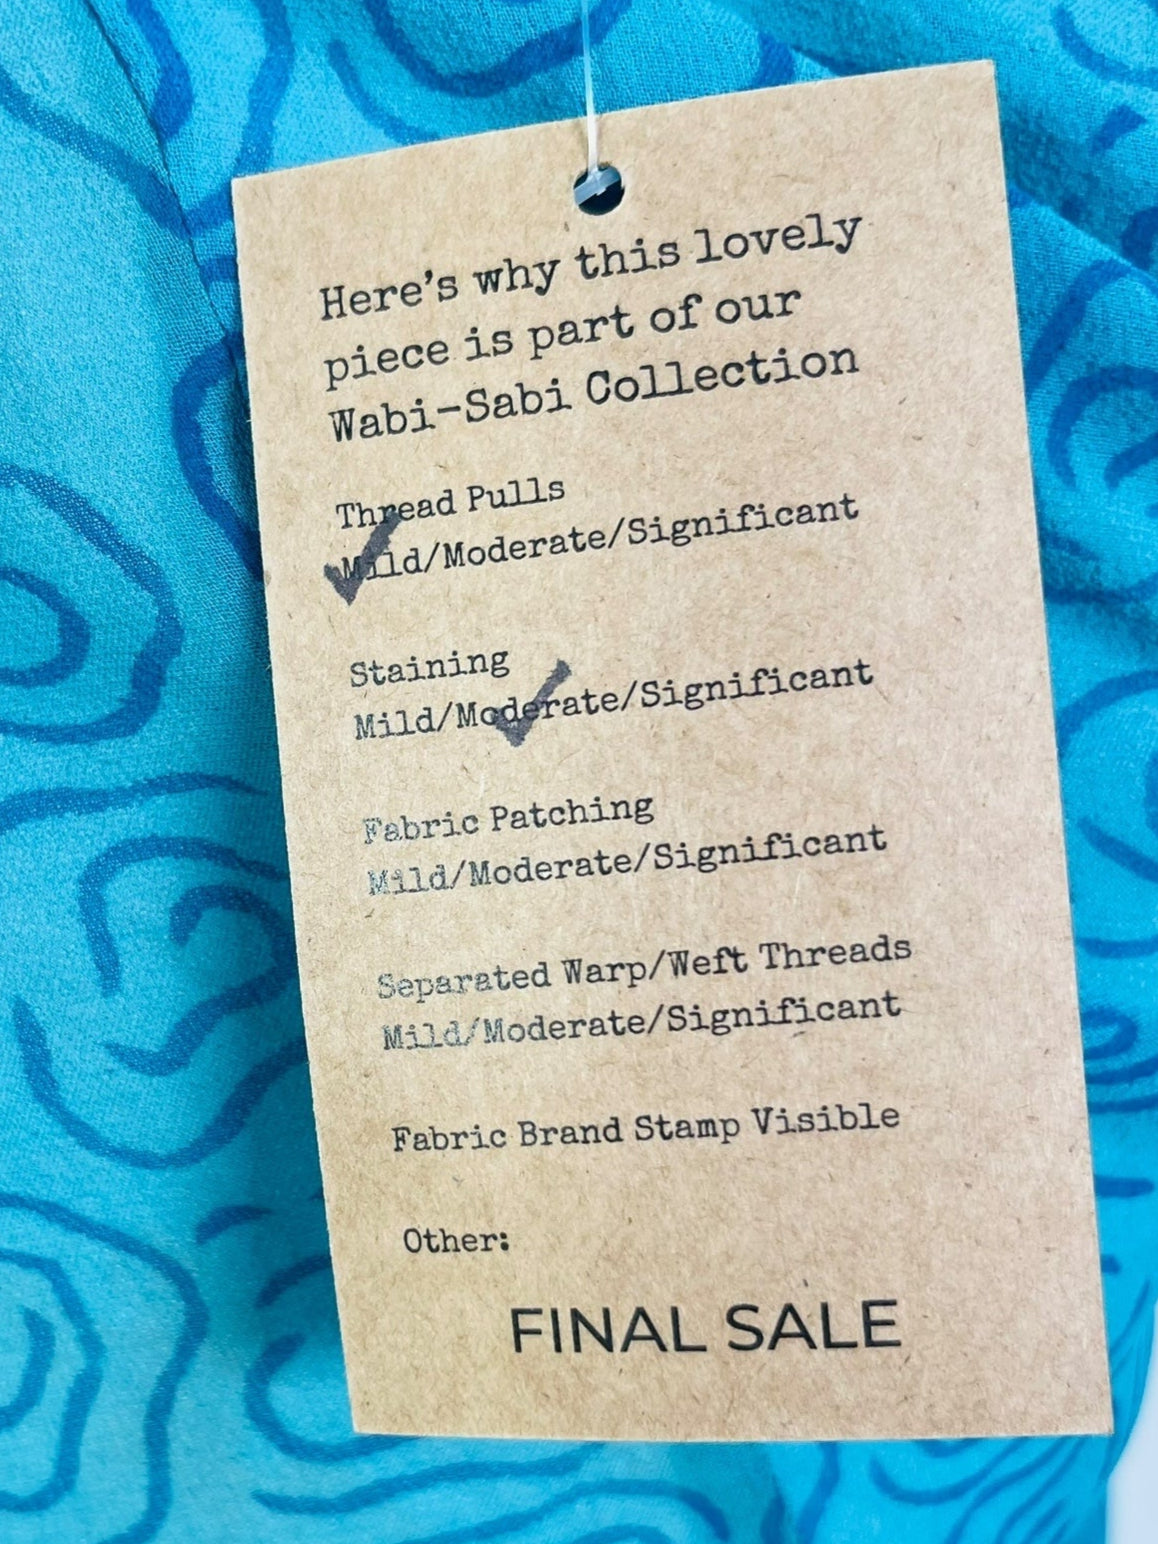 Here's why this lovely
piece is part of our
Wabi-Sabi Collection
Thread Pulls
Mild/Moderate/Significant
Staining
Mild/Moderate/Significant
Fabric Patching
Mild/Moderate/Significant
Separated Warp/Weft Threads
Mild/Moderate/Significant
Fabric Brand Stamp Visible
Other:
FINAL SALE